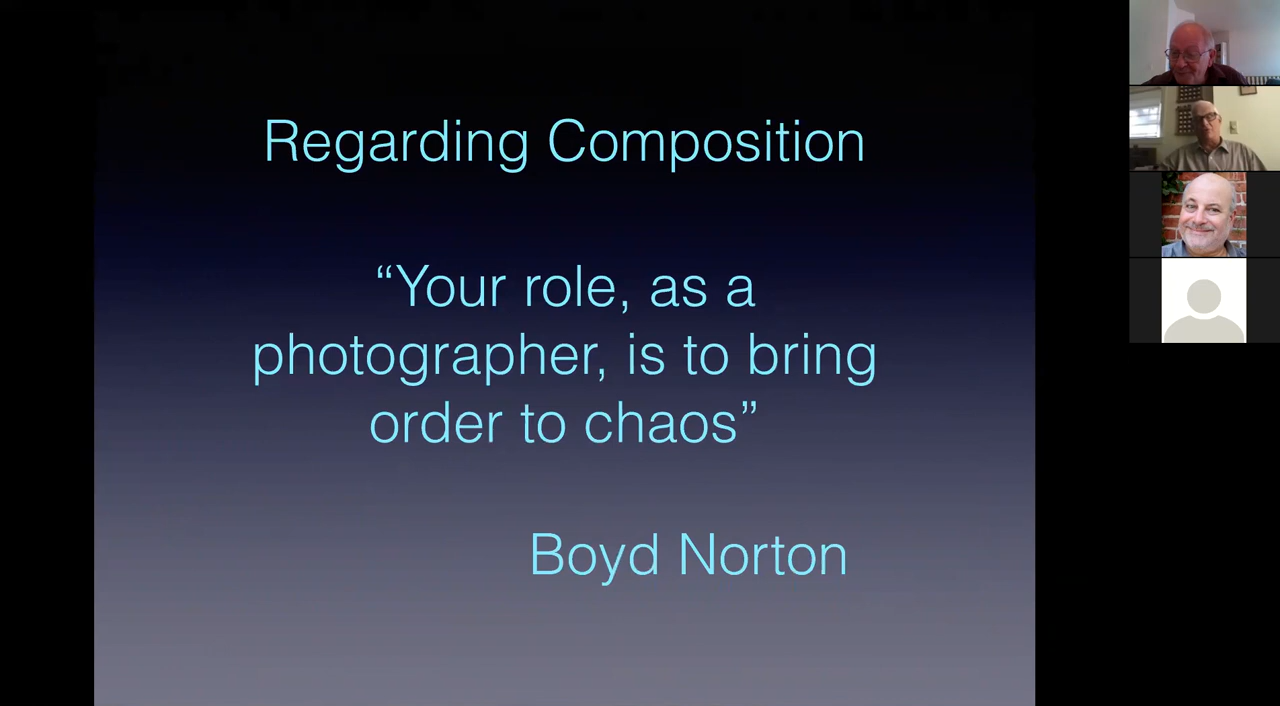 Regarding Composition
“Your role, as a
photographer, is to bring
order to chaos”
Boyd Norton